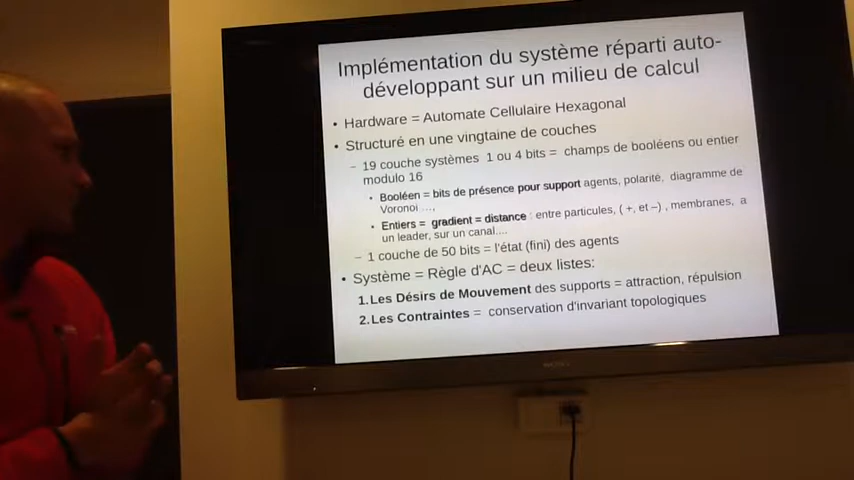 Implémentation du système réparti auto-
développant sur un milieu de calcul
• Hardware = Automate Cellulaire Hexagonal
• Structuré en une vingtaine de couches
– 19 couche systèmes 1 ou 4 bits = champs de booléens ou entier
modulo 16
• Booléen = bits de présence pour support agents, polarité, diagramme de
Voronoi ...,
• Entiers = gradient = distance : entre particules, ( +, et –) , membranes, a
un leader, sur un canal....
– 1 couche de 50 bits = l'état (fini) des agents
• Système = Règle d'AC = deux listes:
1. Les Désirs de Mouvement des supports = attraction, répulsion
2. Les Contraintes = conservation d'invariant topologiques